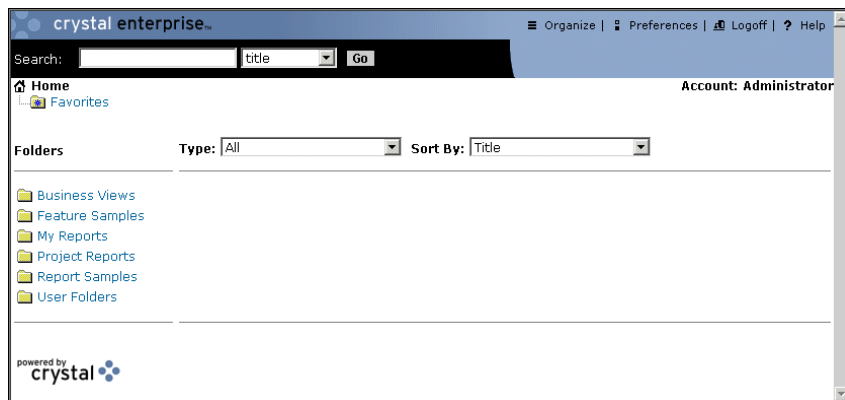 crystal enterprise™
Organize | Preferences | Logoff | ? Help
Search: title Go
Home
Account: Administrator
Favorites
Folders
Type: All Sort By: Title
Business Views
Feature Samples
My Reports
Project Reports
Report Samples
User Folders
powered by
crystal